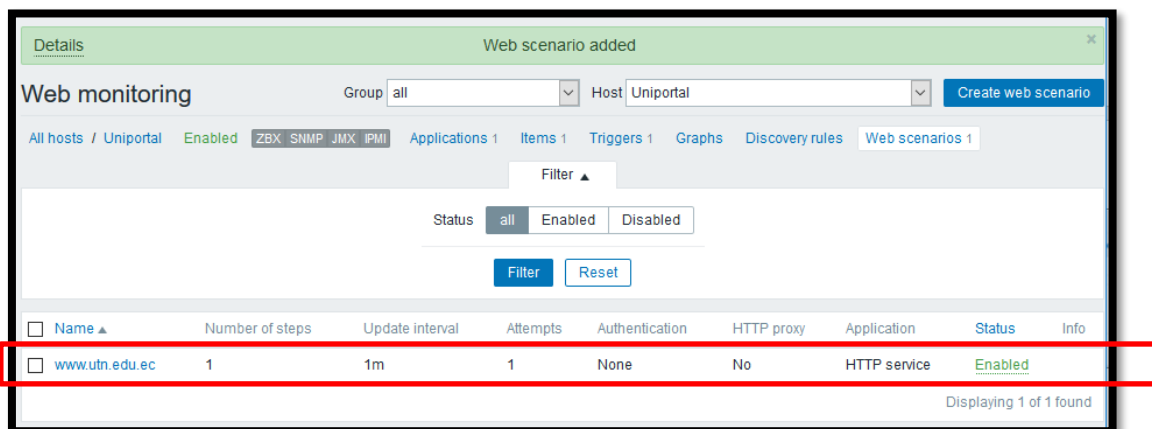 Details Web scenario added ×
Web monitoring Group all Host Uniportal Create web scenario
All hosts / Uniportal Enabled ZBX SNMP JMX IPMI Applications 1 Items 1 Triggers 1 Graphs Discovery rules Web scenarios 1
Filter ▲
Status all Enabled Disabled
Filter Reset
Name ▲ Number of steps Update interval Attempts Authentication HTTP proxy Application Status Info
www.utn.edu.ec 1 1m 1 None No HTTP service Enabled
Displaying 1 of 1 found